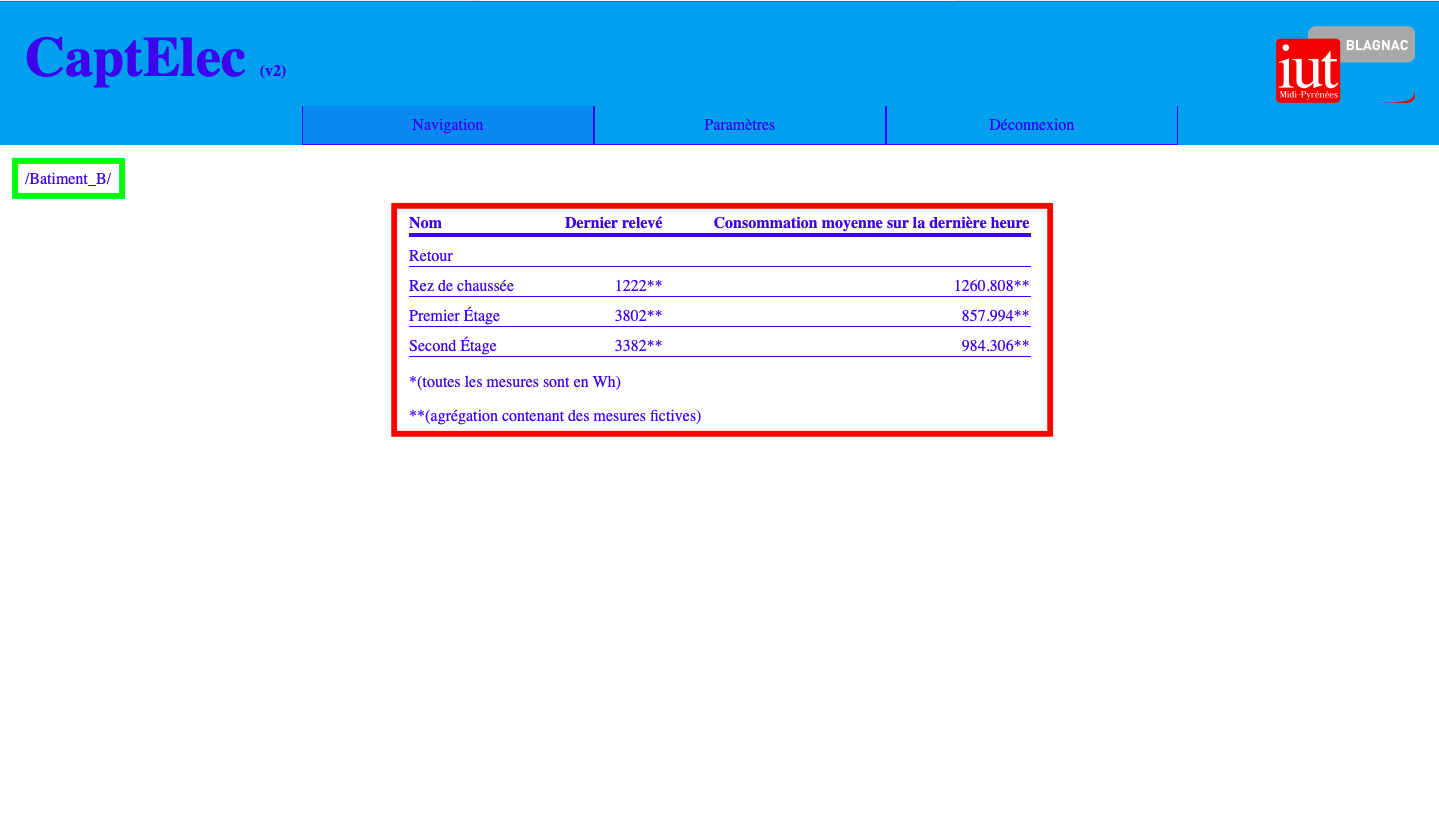 CaptElec (v2)
BLAGNAC
iut
Midi-Pyrénées
Navigation Paramètres Déconnexion
/Batiment_B/
Nom Dernier relevé Consommation moyenne sur la dernière heure
Retour
Rez de chaussée 1222** 1260.808**
Premier Étage 3802** 857.994**
Second Étage 3382** 984.306**
*(toutes les mesures sont en Wh)
**(agrégation contenant des mesures fictives)